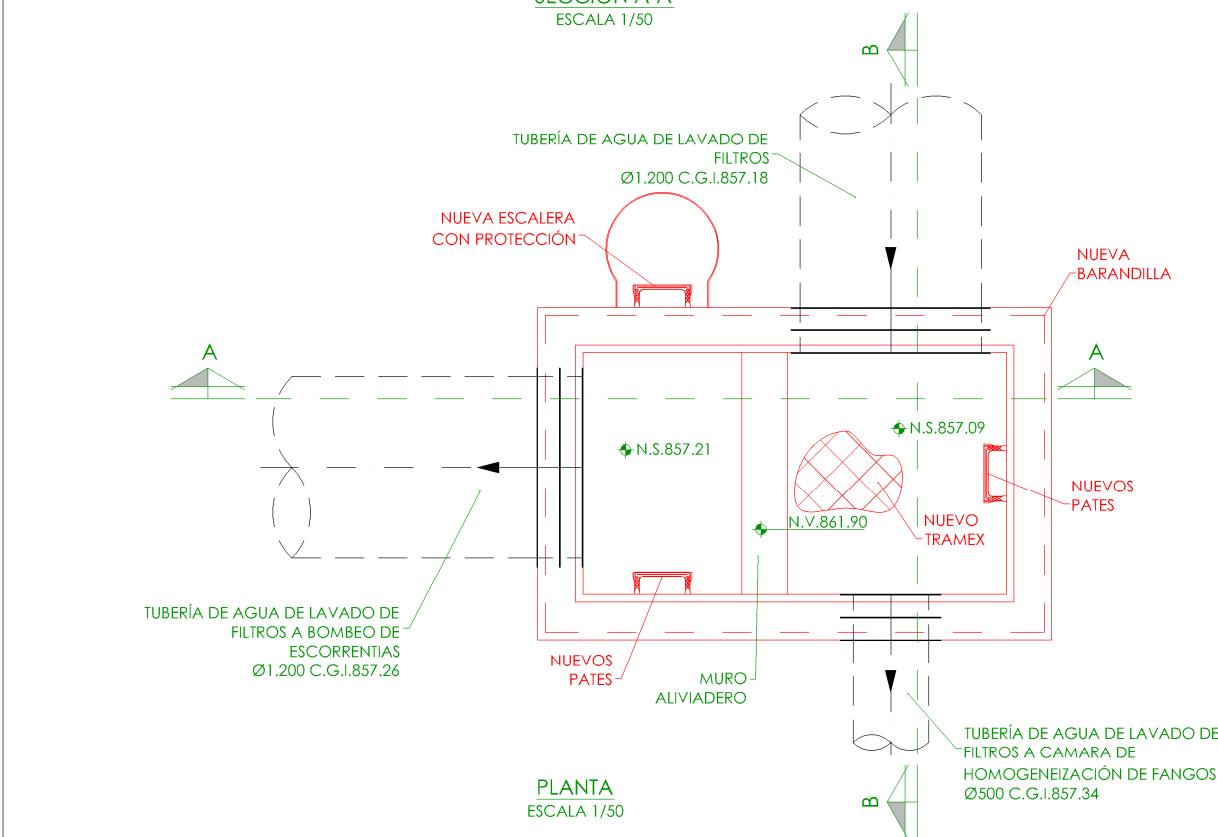 SECCIÓN A-A
ESCALA 1/50
B
TUBERÍA DE AGUA DE LAVADO DE
FILTROS
Ø1.200 C.G.I.857.18
NUEVA ESCALERA
CON PROTECCIÓN
NUEVA
BARANDILLA
A
A
N.S.857.21
N.S.857.09
N.V.861.90
NUEVO
TRAMEX
NUEVOS
PATES
TUBERÍA DE AGUA DE LAVADO DE
FILTROS A BOMBEO DE
ESCORRENTIAS
Ø1.200 C.G.I.857.26
NUEVOS
PATES
MURO
ALIVIADERO
TUBERÍA DE AGUA DE LAVADO DE
FILTROS A CAMARA DE
HOMOGENEIZACIÓN DE FANGOS
Ø500 C.G.I.857.34
B
PLANTA
ESCALA 1/50